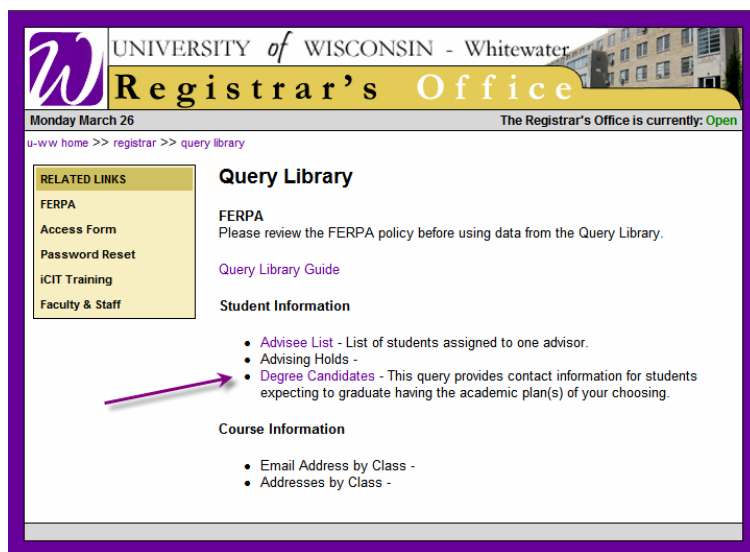 W
UNIVERSITY of WISCONSIN - Whitewater
Registrar's Office
Monday March 26
The Registrar's Office is currently: Open
u-ww home >> registrar >> query library
RELATED LINKS
FERPA
Access Form
Password Reset
iCIT Training
Faculty & Staff
Query Library
FERPA
Please review the FERPA policy before using data from the Query Library.
Query Library Guide
Student Information
• Advisee List - List of students assigned to one advisor.
• Advising Holds -
• Degree Candidates - This query provides contact information for students
expecting to graduate having the academic plan(s) of your choosing.
Course Information
• Email Address by Class -
• Addresses by Class -